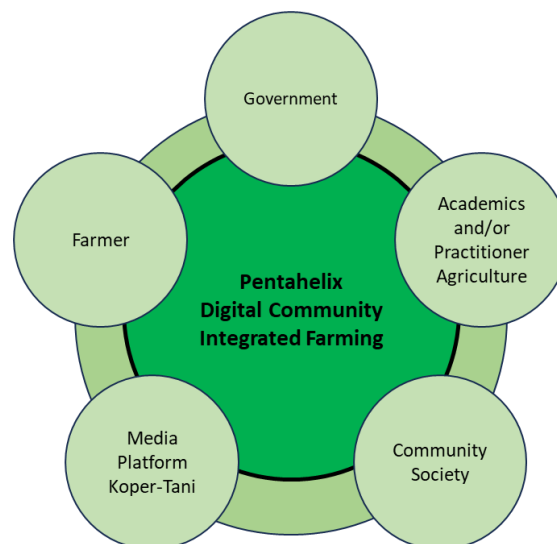 Government
Academics
and/or
Practitioner
Agriculture
Farmer
Pentahelix
Digital Community
Integrated Farming
Media
Platform
Koper-Tani
Community
Society